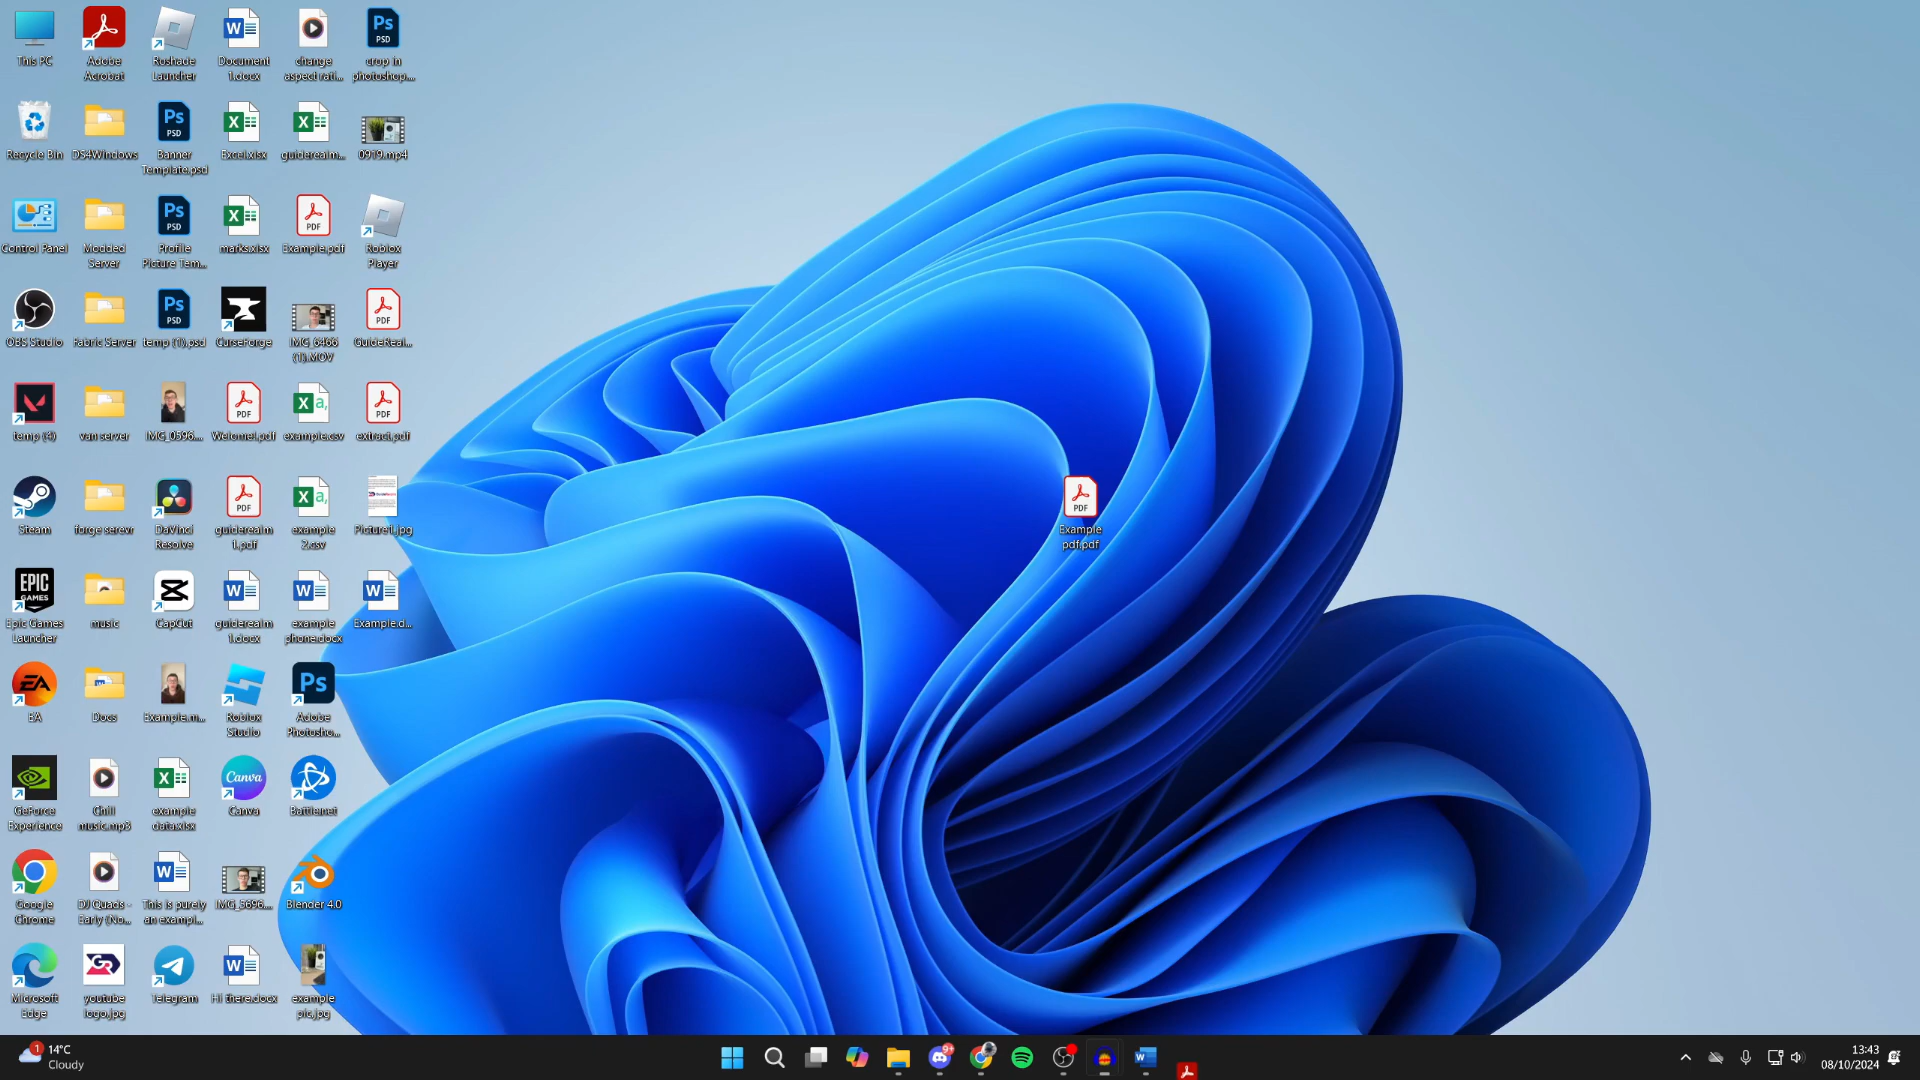 This PC
Adobe
Acrobat
Roshade
Launcher
Document
1.docx
change
aspect rati...
crop in
photoshop...
Recycle Bin
DS4Windows
Banner
Template.psd
Excel.xlsx
guiderealm...
0919.mp4
Control Panel
Modded
Server
Profile
Picture Tem...
marks.xlsx
Example.pdf
Roblox
Player
OBS Studio
Fabric Server
temp (1).psd
CurseForge
IMG_6466
(1).MOV
GuideReal...
temp (4)
van server
IMG_0596...
Welome!.pdf
example.csv
extract.pdf
Steam
forge serevr
DaVinci
Resolve
guiderealm
1.pdf
example
2.csv
Picture1.jpg
Example
pdf.pdf
Epic Games
Launcher
music
CapCut
guiderealm
1.docx
example
phone.docx
Example.d...
EA
Docs
Example.m...
Roblox
Studio
Adobe
Photosho...
GeForce
Experience
Chill
music.mp3
example
data.xlsx
Canva
Battle.net
Google
Chrome
DJ Quads -
Early (No...
This is purely
an exampl...
IMG_5696...
Blender 4.0
Microsoft
Edge
youtube
logo.jpg
Telegram
Hi there.docx
example
pic.jpg
1
14°C
Cloudy
9+
13:43
08/10/2024